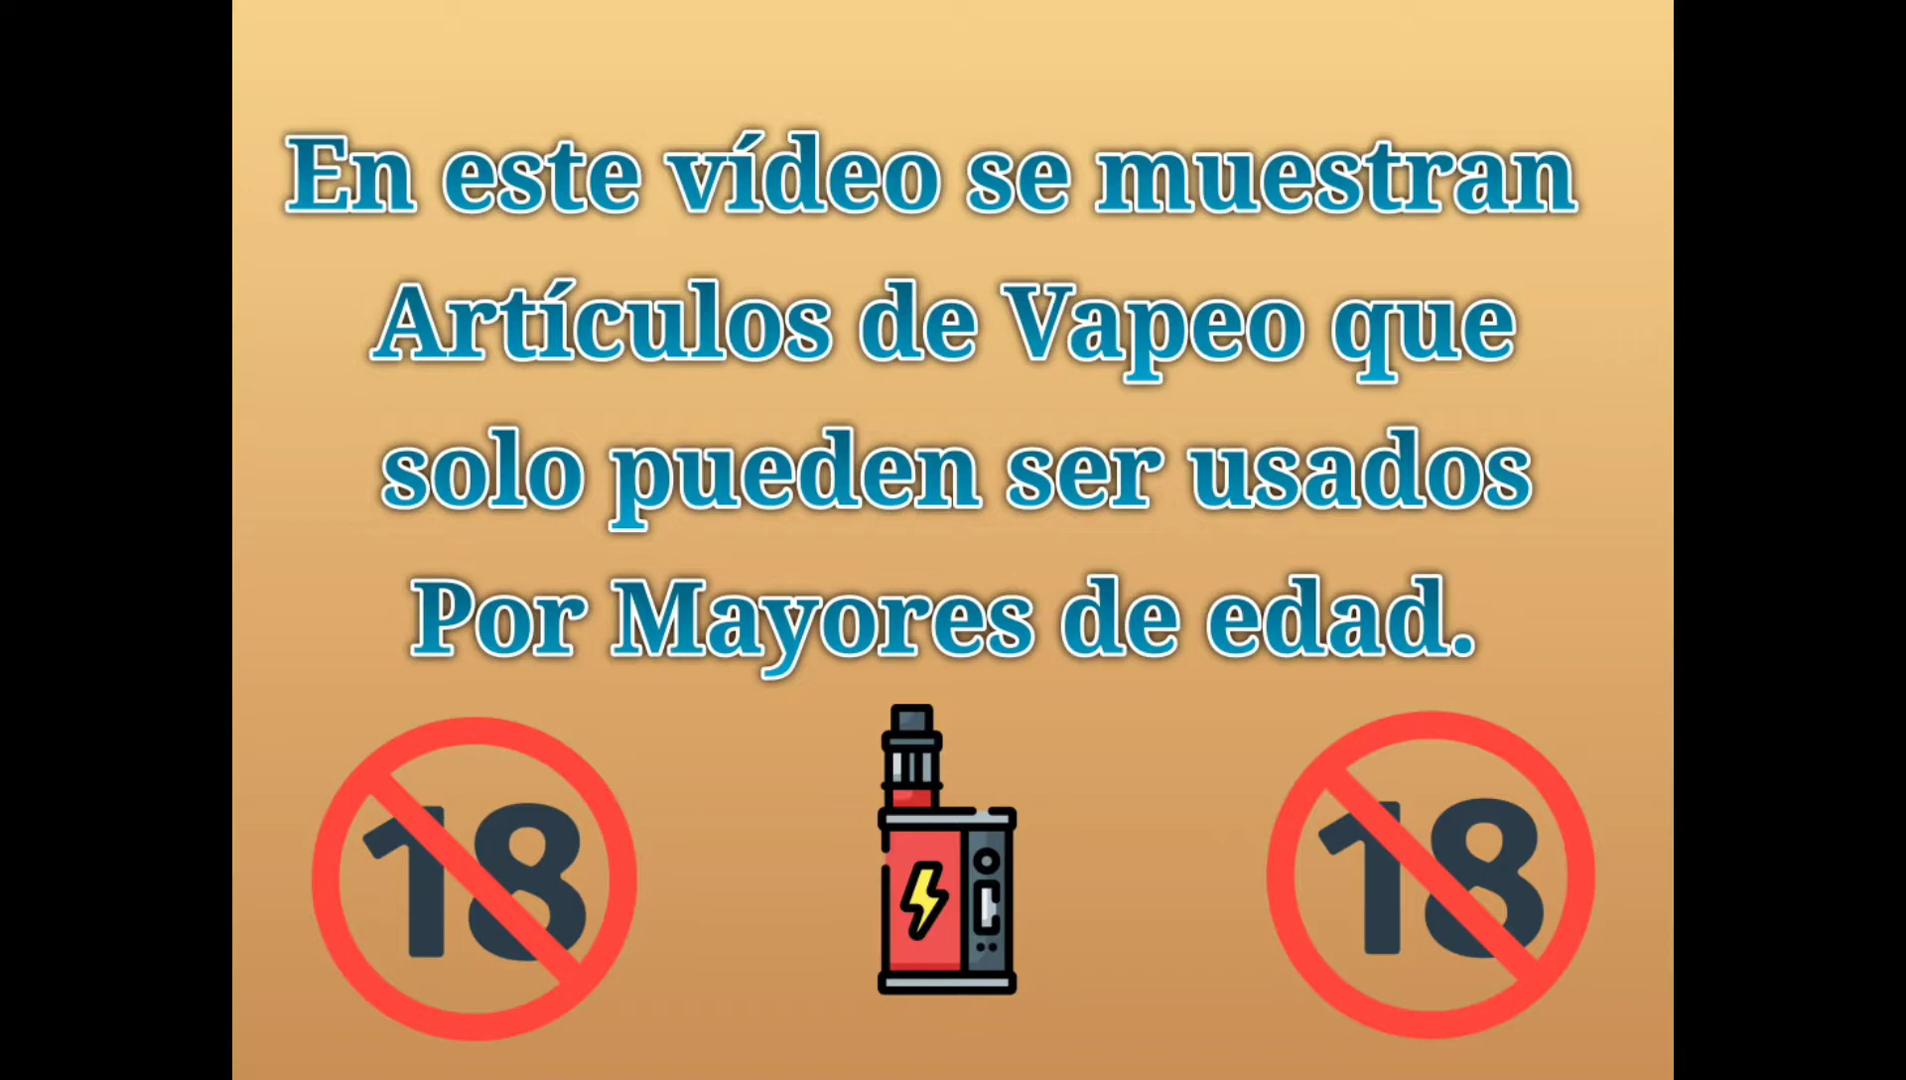 En este vídeo se muestran
Artículos de Vapeo que
solo pueden ser usados
Por Mayores de edad.
18
18